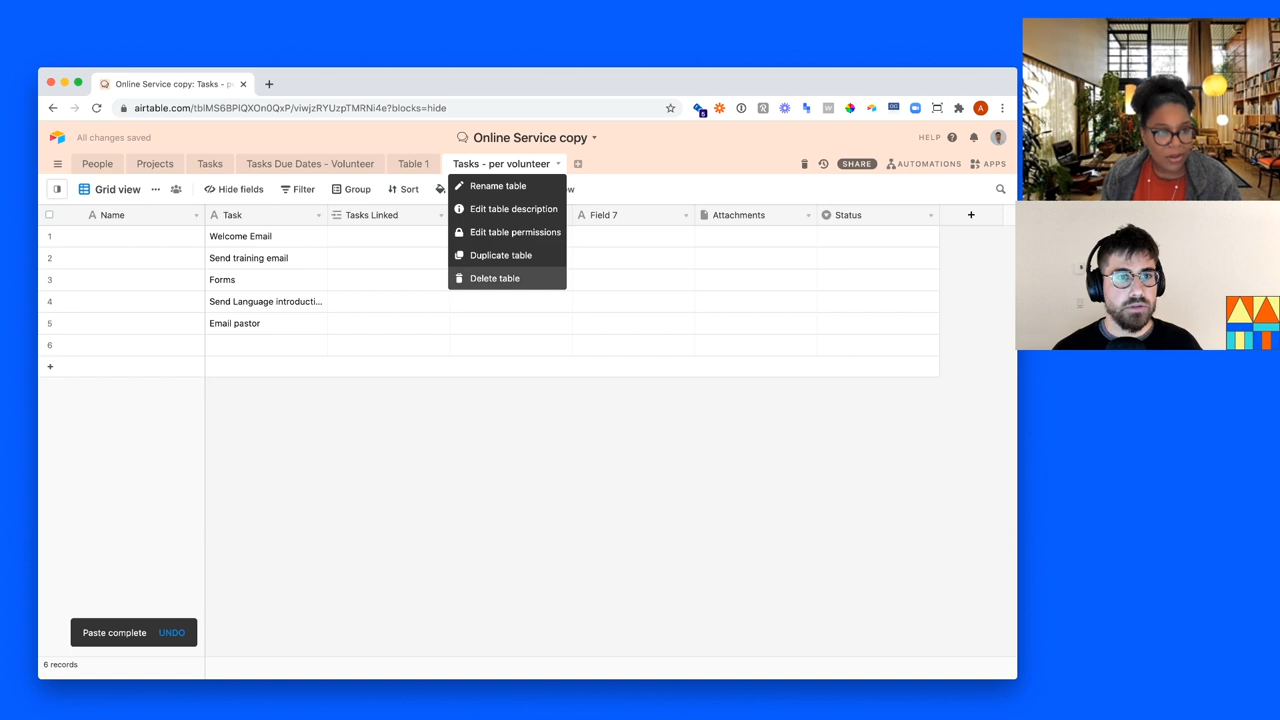 Online Service copy: Tasks - p
airtable.com/tblMS6BPIQXOn0QxP/viwjzRYUzpTMRNi4e?blocks=hide
5
A
All changes saved
Online Service copy
HELP
People
Projects
Tasks
Tasks Due Dates - Volunteer
Table 1
Tasks - per volunteer
SHARE
AUTOMATIONS
APPS
Grid view
Hide fields
Filter
Group
Sort
ew
Rename table
Edit table description
Edit table permissions
Duplicate table
Delete table
Name
Task
Tasks Linked
Field 7
Attachments
Status
1
Welcome Email
2
Send training email
3
Forms
4
Send Language introducti...
5
Email pastor
6
Paste complete
UNDO
6 records